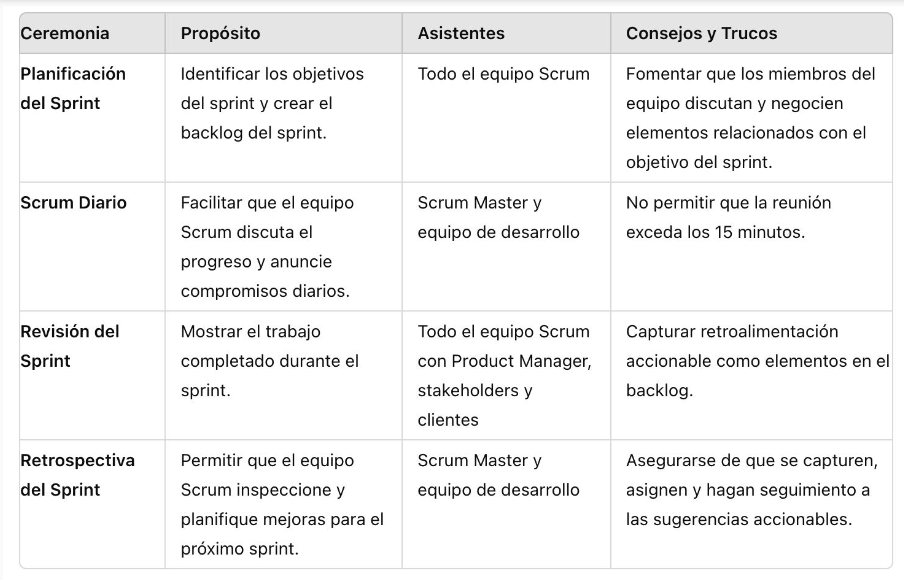 Ceremonia
Propósito
Asistentes
Consejos y Trucos
Planificación
del Sprint
Identificar los objetivos
del sprint y crear el
backlog del sprint.
Todo el equipo Scrum
Fomentar que los miembros del
equipo discutan y negocien
elementos relacionados con el
objetivo del sprint.
Scrum Diario
Facilitar que el equipo
Scrum discuta el
progreso y anuncie
compromisos diarios.
Scrum Master y
equipo de desarrollo
No permitir que la reunión
exceda los 15 minutos.
Revisión del
Sprint
Mostrar el trabajo
completado durante el
sprint.
Todo el equipo Scrum
con Product Manager,
stakeholders y
clientes
Capturar retroalimentación
accionable como elementos en el
backlog.
Retrospectiva
del Sprint
Permitir que el equipo
Scrum inspeccione y
planifique mejoras para el
próximo sprint.
Scrum Master y
equipo de desarrollo
Asegurarse de que se capturen,
asignen y hagan seguimiento a
las sugerencias accionables.